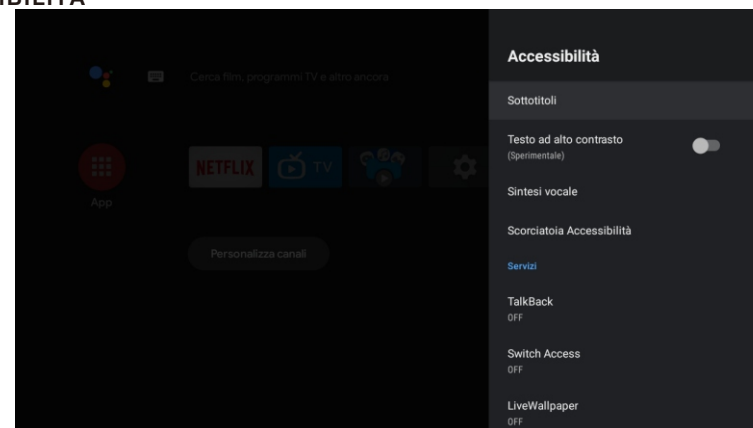 Cerca film, programmi TV e altro ancora
NETFLIX
TV
App
Personalizza canali
Accessibilità
Sottotitoli
Testo ad alto contrasto
(Sperimentale)
Sintesi vocale
Scorciatoia Accessibilità
Servizi
TalkBack
OFF
Switch Access
OFF
LiveWallpaper
OFF